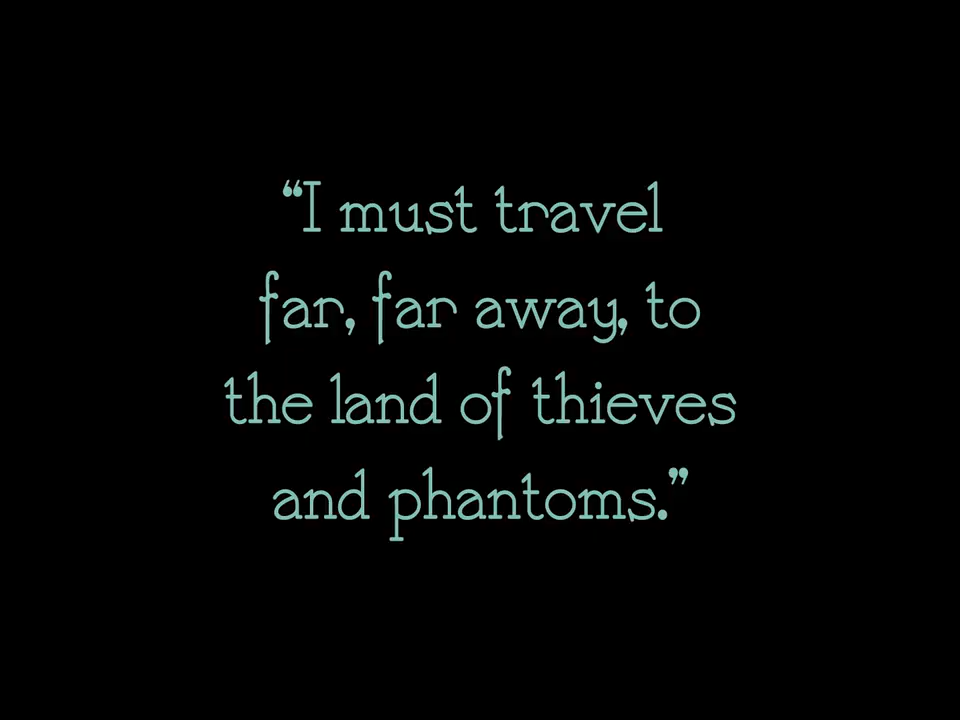 “I must travel
far, far away, to
the land of thieves
and phantoms.”